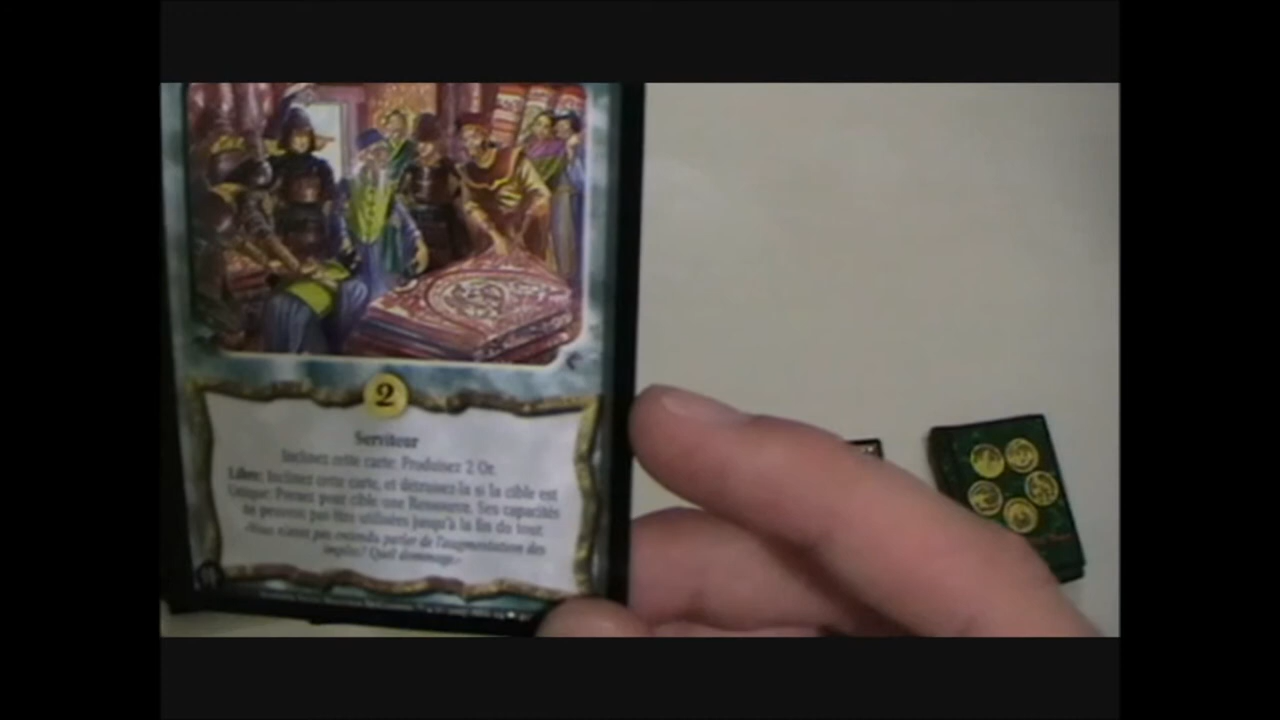 2
Serviteur
Inclinez cette carte: Produisez 2 Or.
Libre: Inclinez cette carte, et détruisez-la si la cible est
Unique: Prenez pour cible une Ressource. Ses capacités
ne peuvent pas être utilisées jusqu'à la fin du tour.
«Vous n'avez pas entendu parler de l'augmentation des
impôts? Quel dommage.»